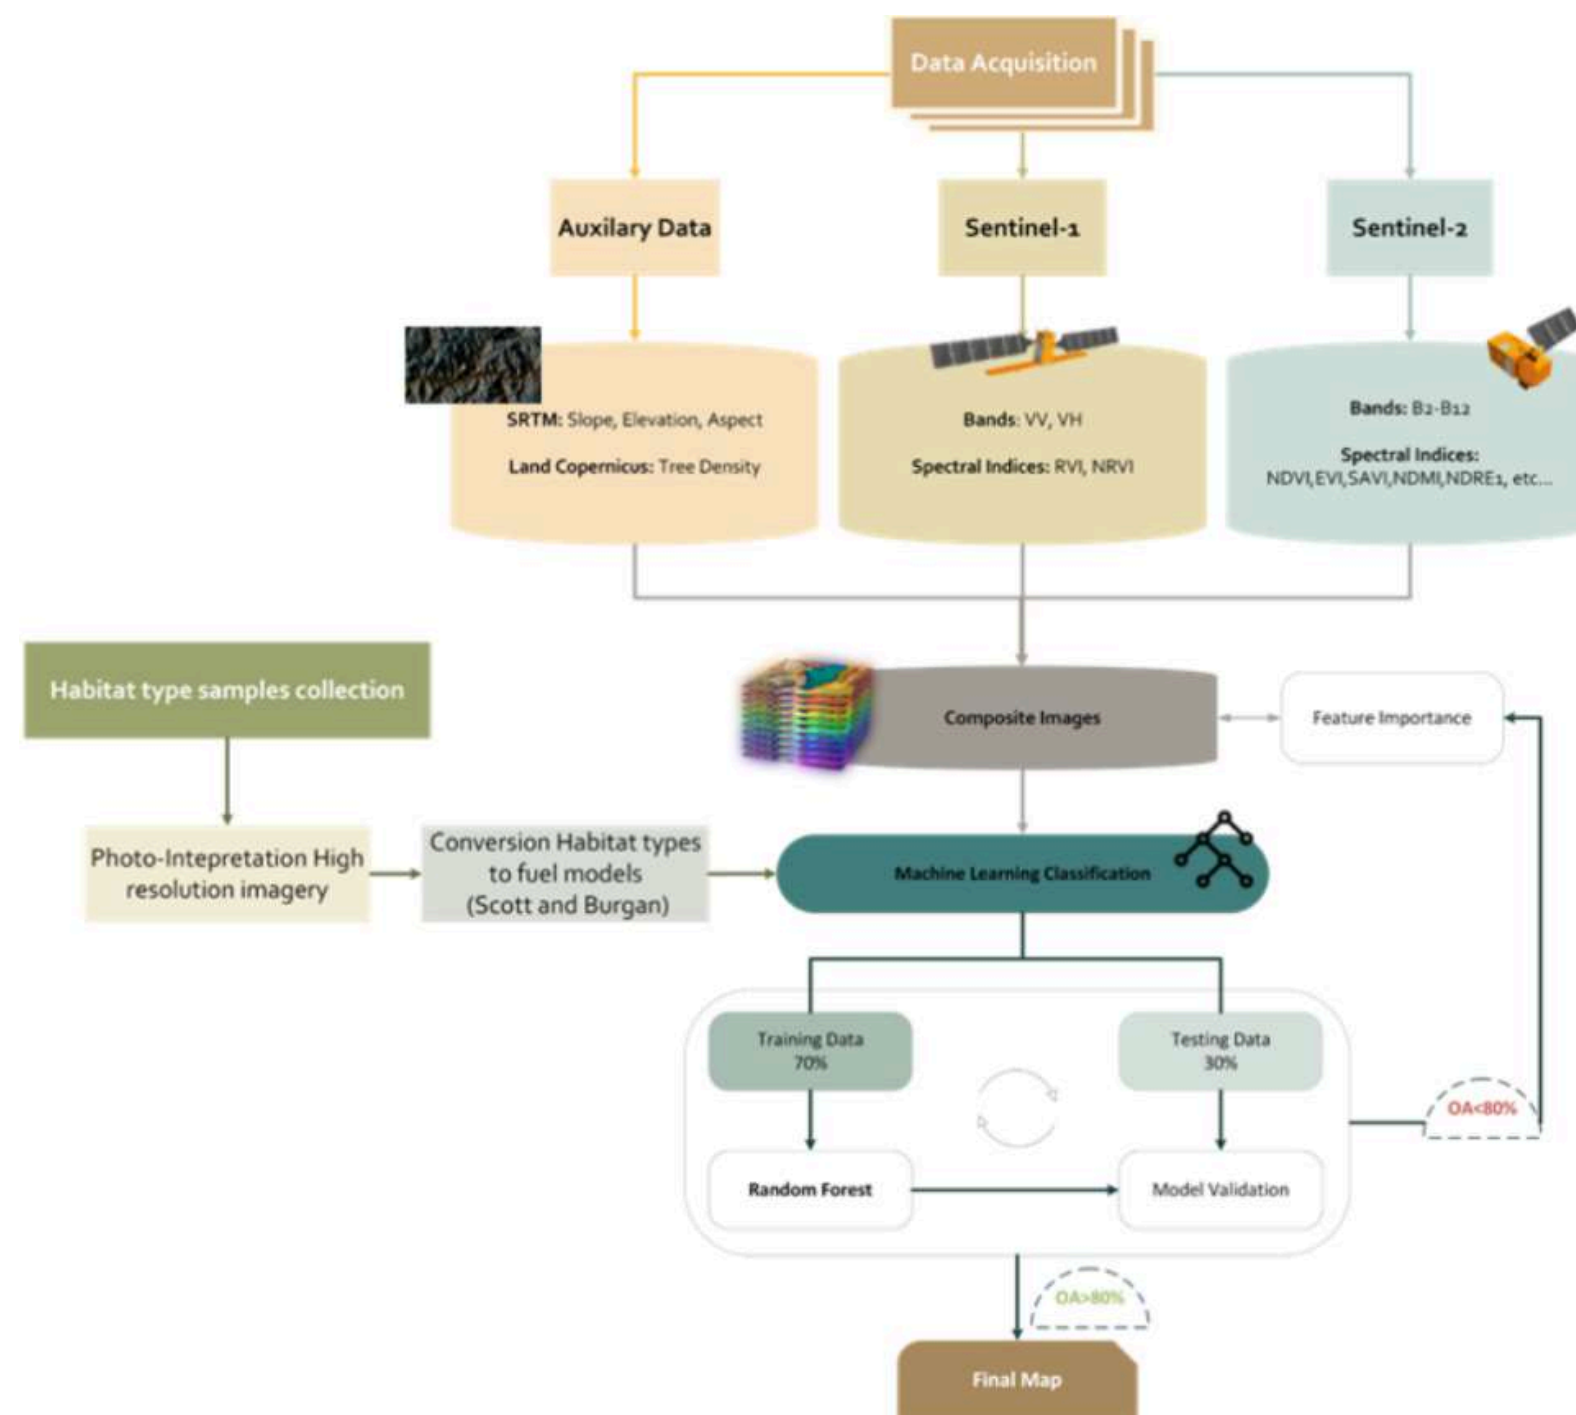 Data Acquisition
Auxilary Data
Sentinel-1
Sentinel-2
SRTM: Slope, Elevation, Aspect
Land Copernicus: Tree Density
Bands: VV, VH
Spectral Indices: RVI, NRVI
Bands: B2-B12
Spectral Indices:
NDVI,EVI,SAVI,NDMI,NDRE1, etc...
Habitat type samples collection
Composite Images
Feature Importance
Photo-Intepretation High
resolution imagery
Conversion Habitat types
to fuel models
(Scott and Burgan)
Machine Learning Classification
Training Data
70%
Testing Data
30%
OA<80%
Random Forest
Model Validation
OA>80%
Final Map